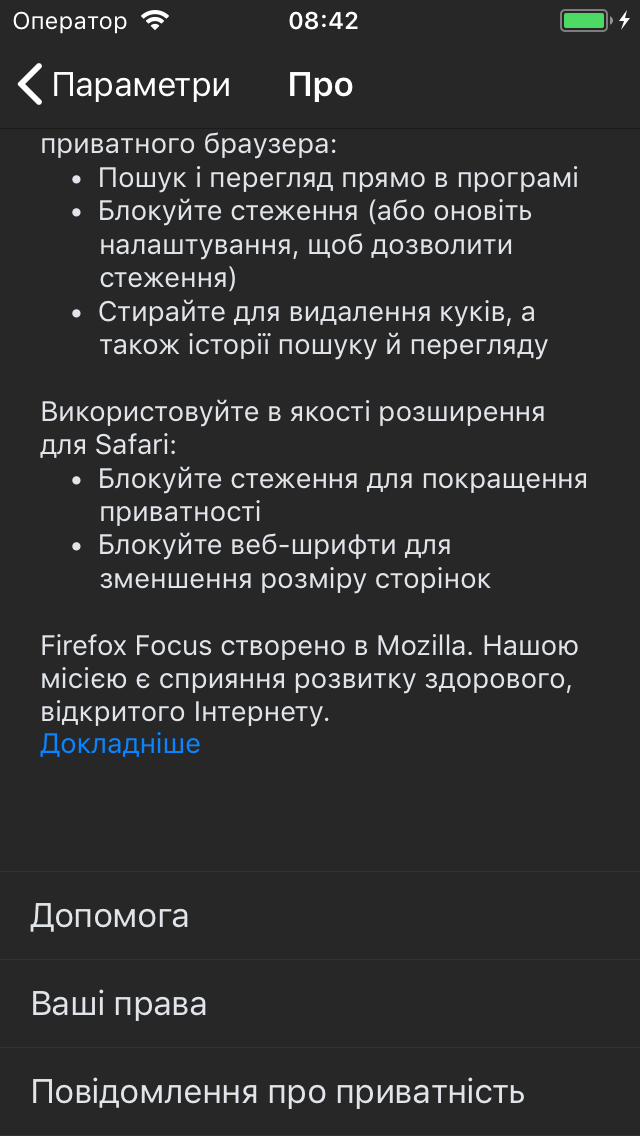 Оператор 08:42
Параметри Про
приватного браузера:
• Пошук і перегляд прямо в програмі
• Блокуйте стеження (або оновіть
налаштування, щоб дозволити
стеження)
• Стирайте для видалення куків, а
також історії пошуку й перегляду
Використовуйте в якості розширення
для Safari:
• Блокуйте стеження для покращення
приватності
• Блокуйте веб-шрифти для
зменшення розміру сторінок
Firefox Focus створено в Mozilla. Нашою
місією є сприяння розвитку здорового,
відкритого Інтернету.
Докладніше
Допомога
Ваші права
Повідомлення про приватність